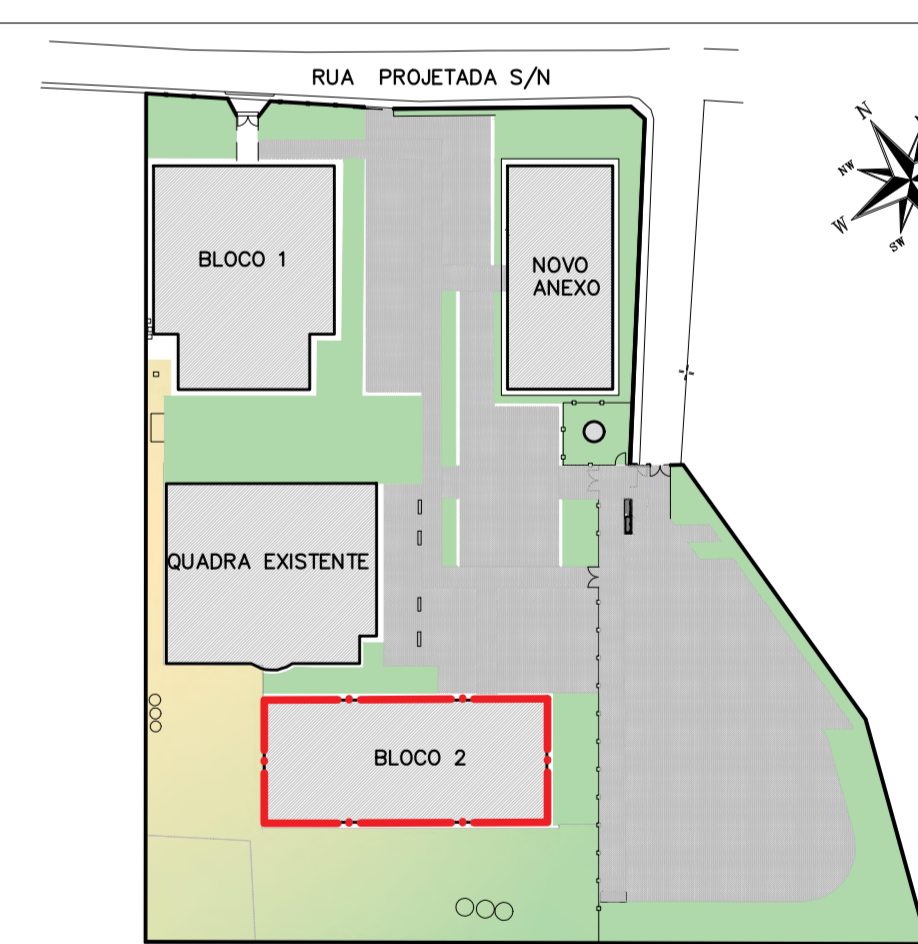 RUA PROJETADA S/N
N
NW
W
SW
BLOCO 1
NOVO
ANEXO
QUADRA EXISTENTE
BLOCO 2